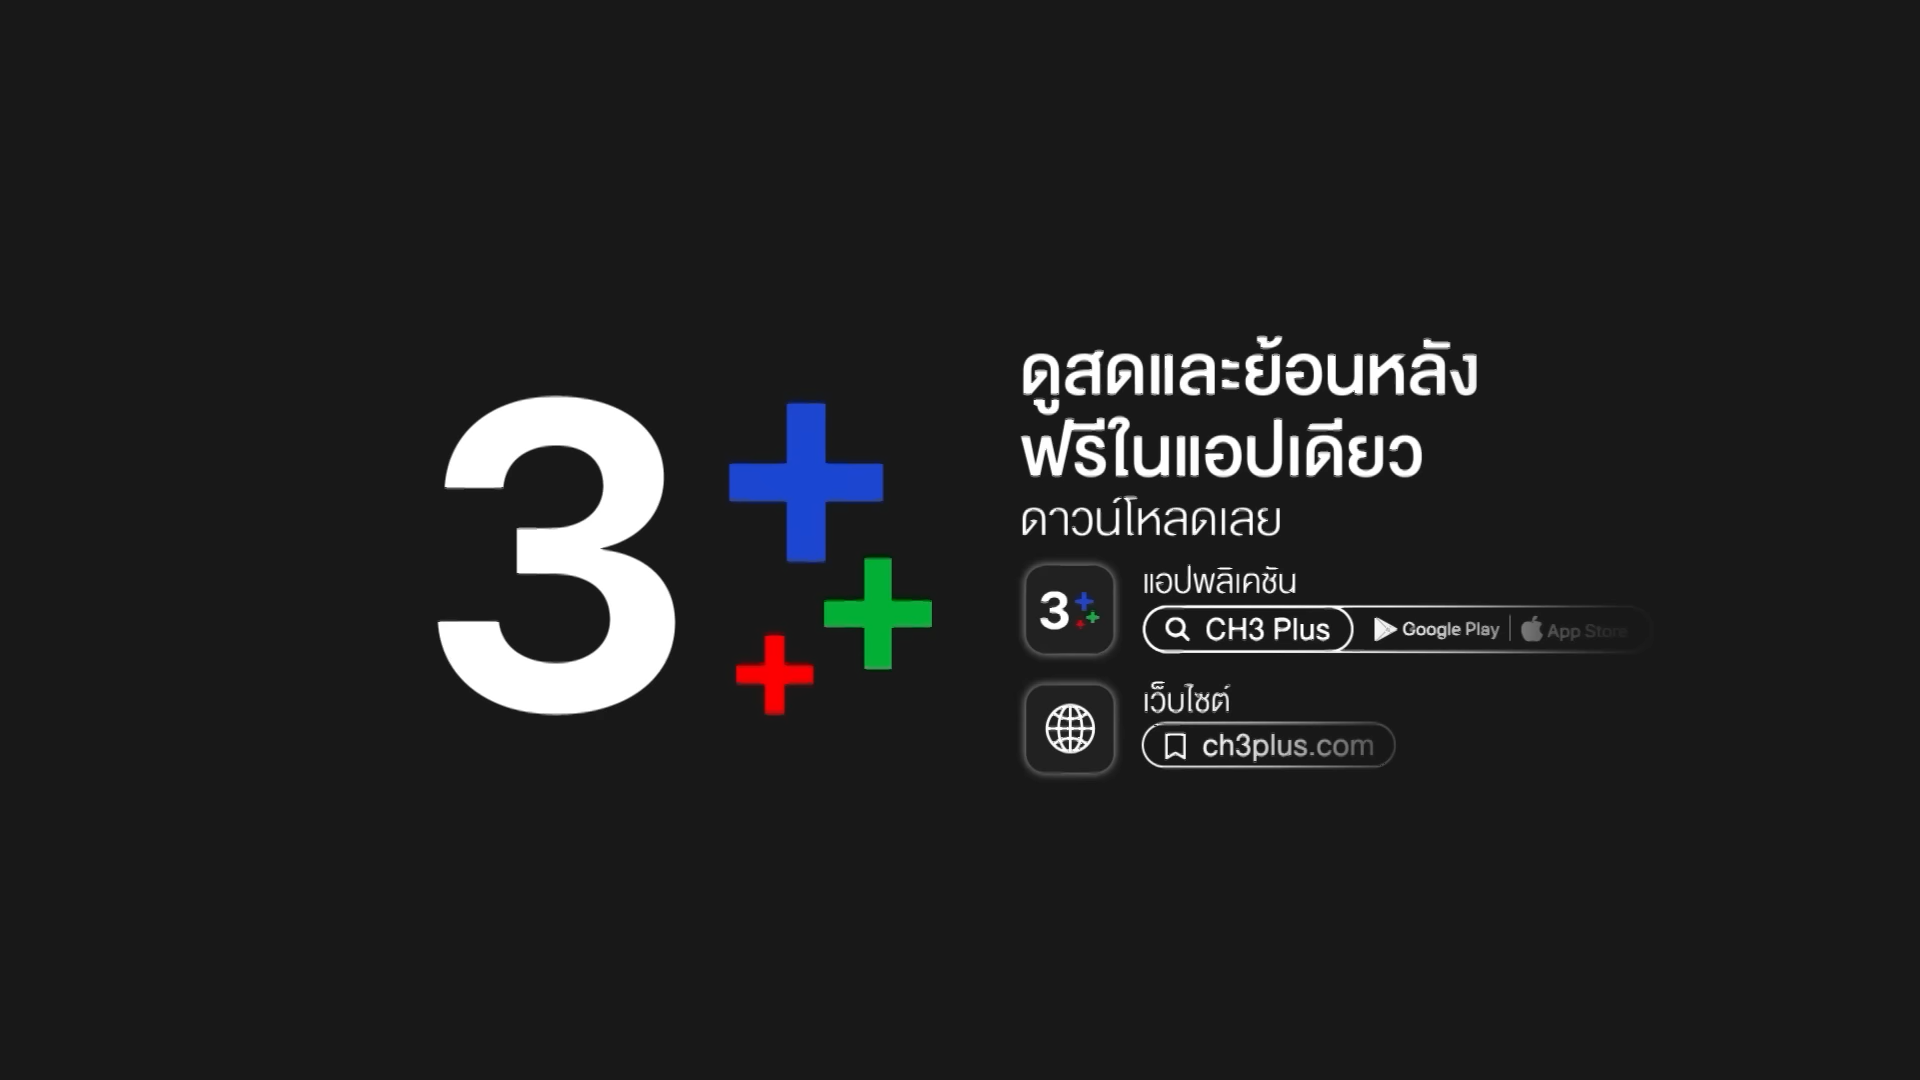 3+++
ดูสดและย้อนหลัง
ฟรีในแอปเดียว
ดาวน์โหลดเลย
3+++
แอปพลิเคชัน
CH3 Plus Google Play App Store
เว็บไซต์
ch3plus.com